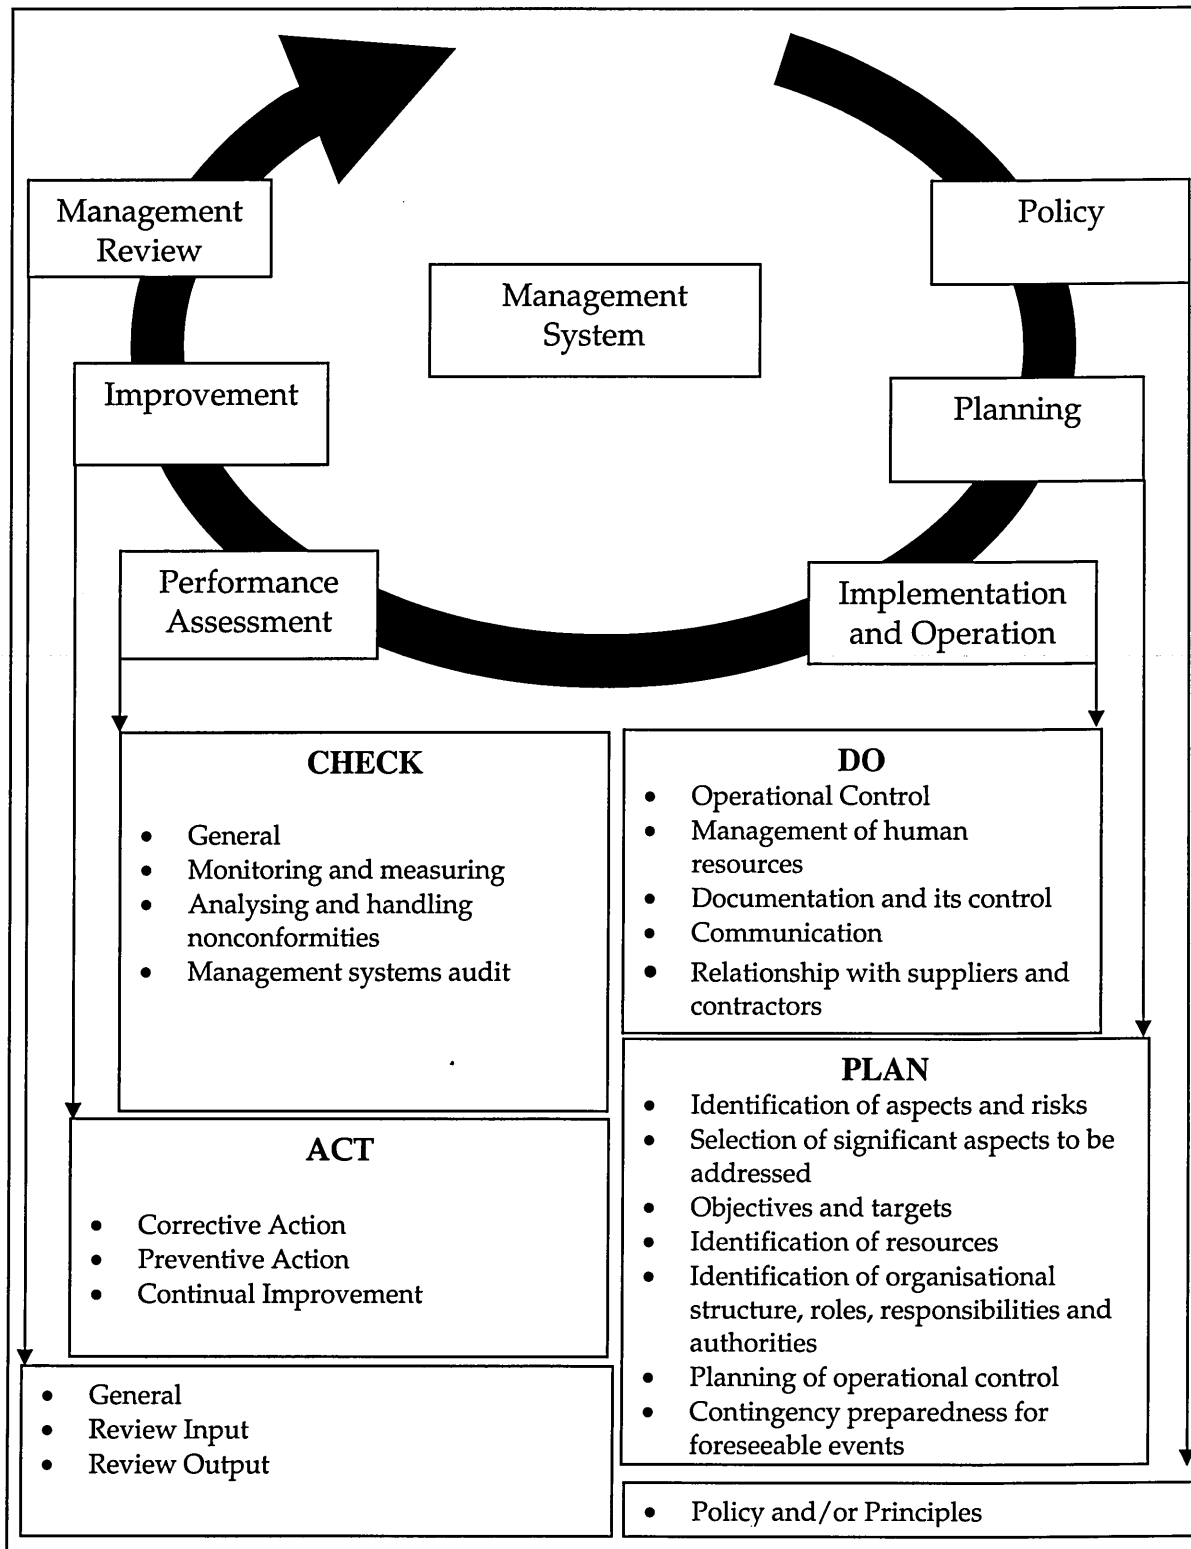 Management
Review
Policy
Management
System
Improvement
Planning
Performance
Assessment
Implementation
and Operation
CHECK
• General
• Monitoring and measuring
• Analysing and handling
nonconformities
• Management systems audit
DO
• Operational Control
• Management of human
resources
• Documentation and its control
• Communication
• Relationship with suppliers and
contractors
ACT
• Corrective Action
• Preventive Action
• Continual Improvement
PLAN
• Identification of aspects and risks
• Selection of significant aspects to be
addressed
• Objectives and targets
• Identification of resources
• Identification of organisational
structure, roles, responsibilities and
authorities
• Planning of operational control
• Contingency preparedness for
foreseeable events
• General
• Review Input
• Review Output
• Policy and/or Principles